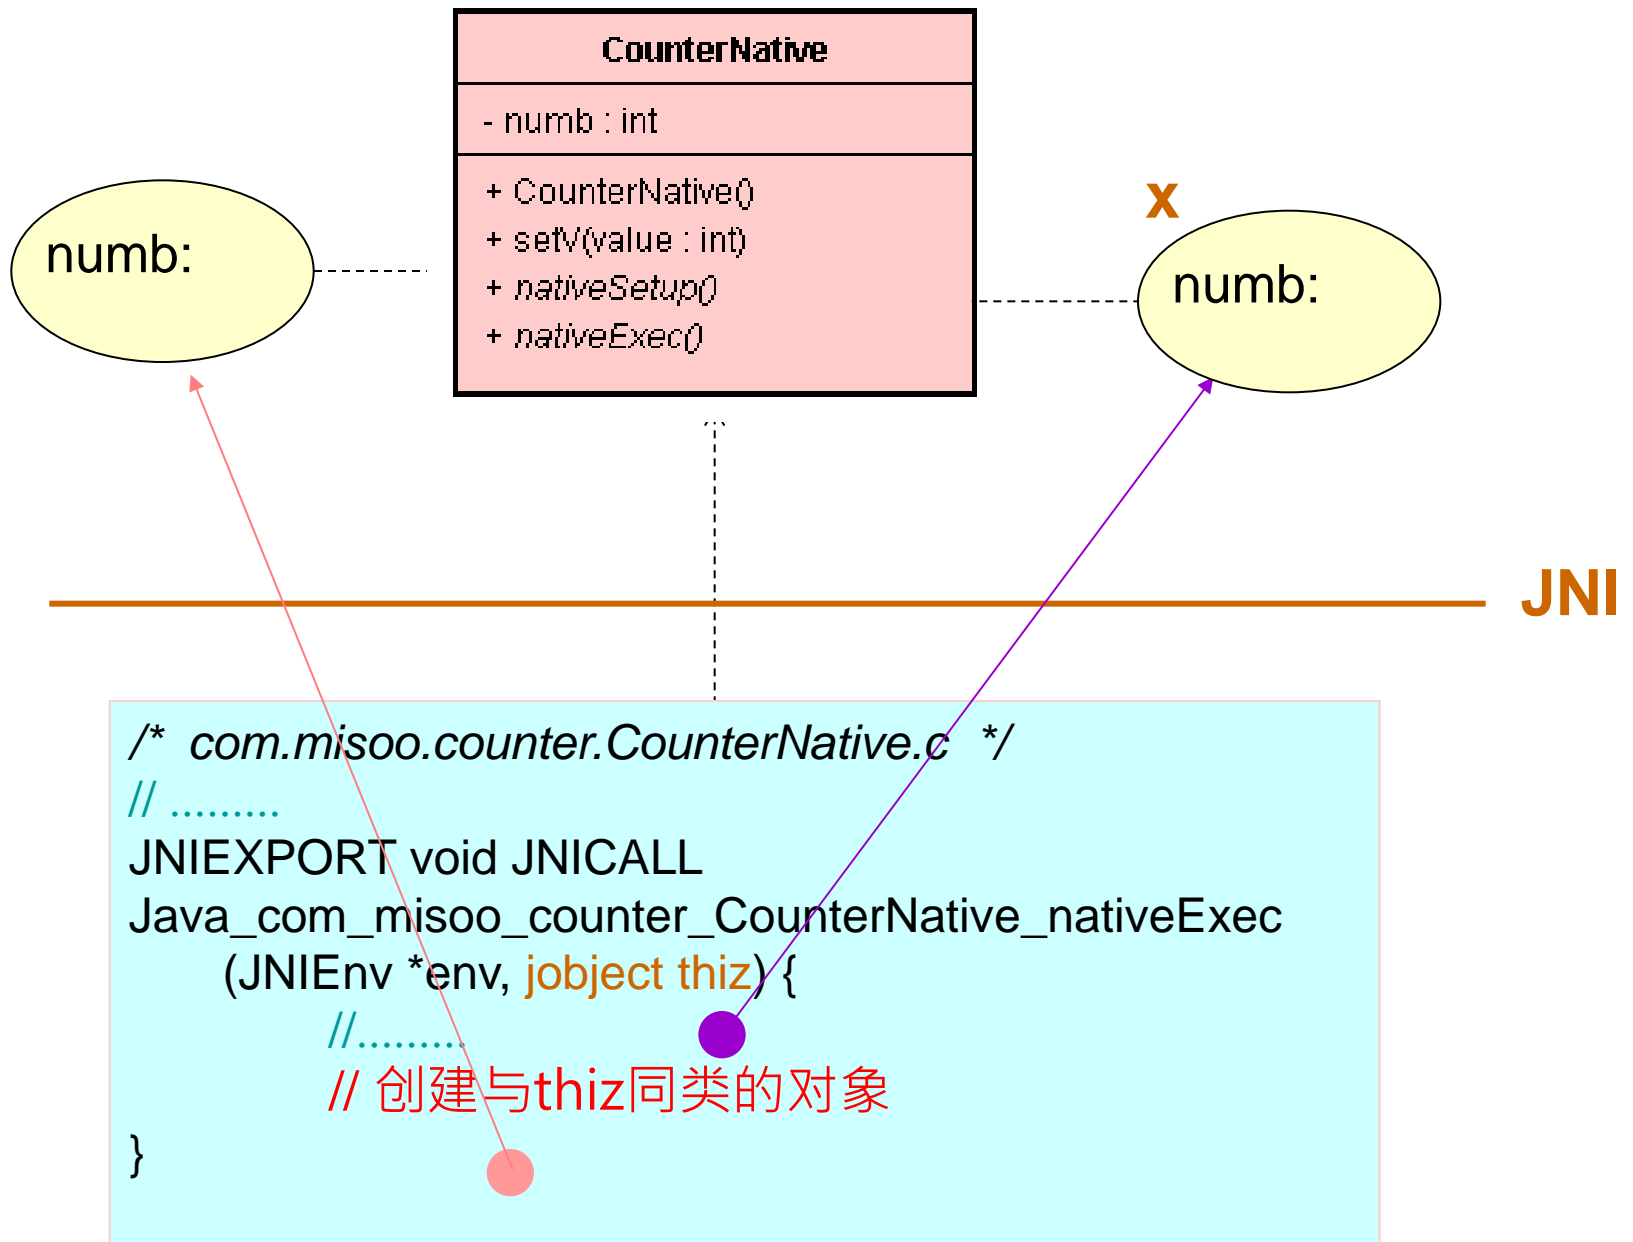 CounterNative
- numb : int
+ CounterNative()
+ setV(value : int)
+ nativeSetup()
+ nativeExec()
numb:
x
numb:
JNI
/* com.misoo.counter.CounterNative.c */
// .........
JNIEXPORT void JNICALL
Java_com_misoo_counter_CounterNative_nativeExec
(JNIEnv *env, jobject thiz) {
//.........
// 创建与thiz同类的对象
}